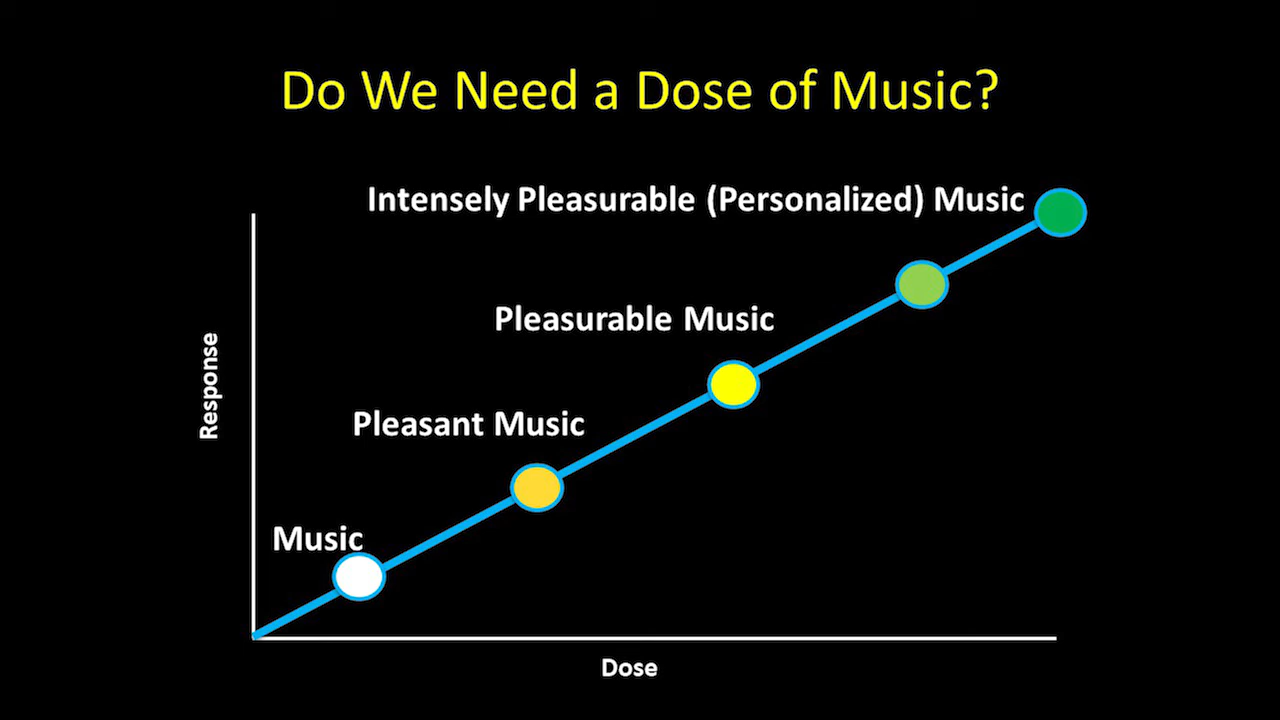 Do We Need a Dose of Music?
Intensely Pleasurable (Personalized) Music
Pleasurable Music
Pleasant Music
Music
Response
Dose